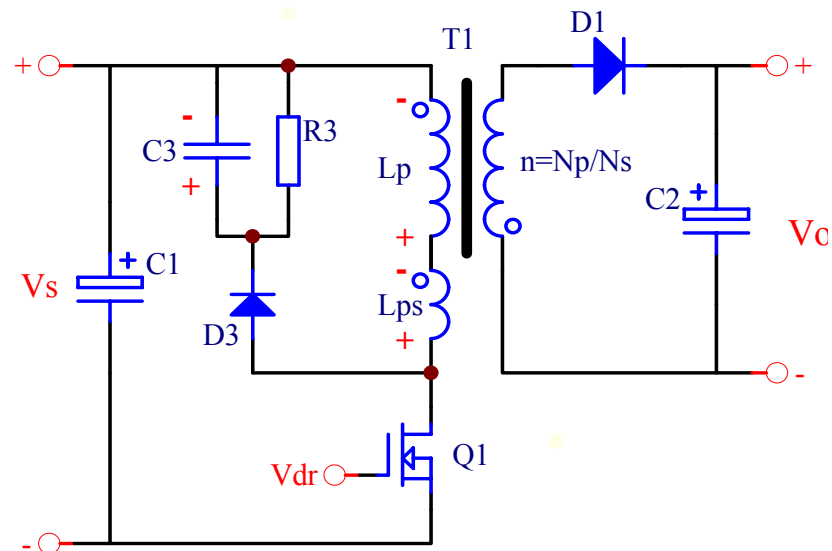 D1
T1
+
+
-
R3
-
+
C3
Lp
n=Np/Ns
+
C2
+
Vo
+
-
Vs
C1
Lps
D3
+
-
Q1
Vdr
-